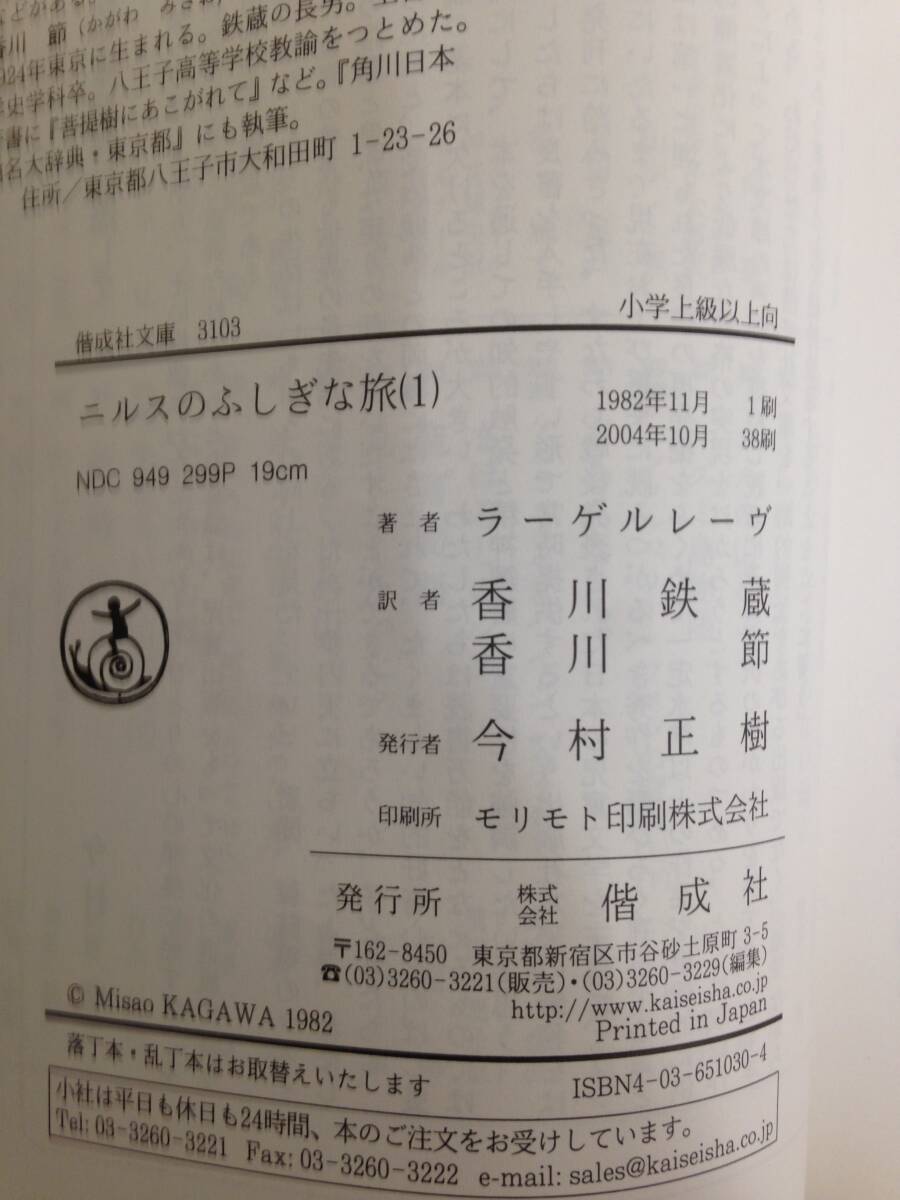 などがある。
香川 節(かがわ みさお)
1924年東京に生まれる。鉄蔵の長男。
学史学科卒。八王子高等学校教諭をつとめた。
著書に『菩提樹にあこがれて』など。『角川日本
地名大辞典・東京都』にも執筆。
住所/東京都八王子市大和田町 1-23-26
偕成社文庫 3103
小学上級以上向
ニルスのふしぎな旅(1)
1982年11月 1刷
2004年10月 38刷
NDC 949 299P 19cm
著者 ラーゲルレーヴ
訳者 香川鉄蔵
香川節
発行者 今村正樹
印刷所 モリモト印刷株式会社
発行所 株式会社 偕成社
〒162-8450 東京都新宿区市谷砂土原町 3-5
☎(03)3260-3221(販売)・(03)3260-3229(編集)
http://www.kaiseisha.co.jp
© Misao KAGAWA 1982
Printed in Japan
落丁本・乱丁本はお取替えいたします
ISBN4-03-651030-4
小社は平日も休日も24時間、本のご注文をお受けしています。
Tel: 03-3260-3221 Fax: 03-3260-3222 e-mail: sales@kaiseisha.co.jp